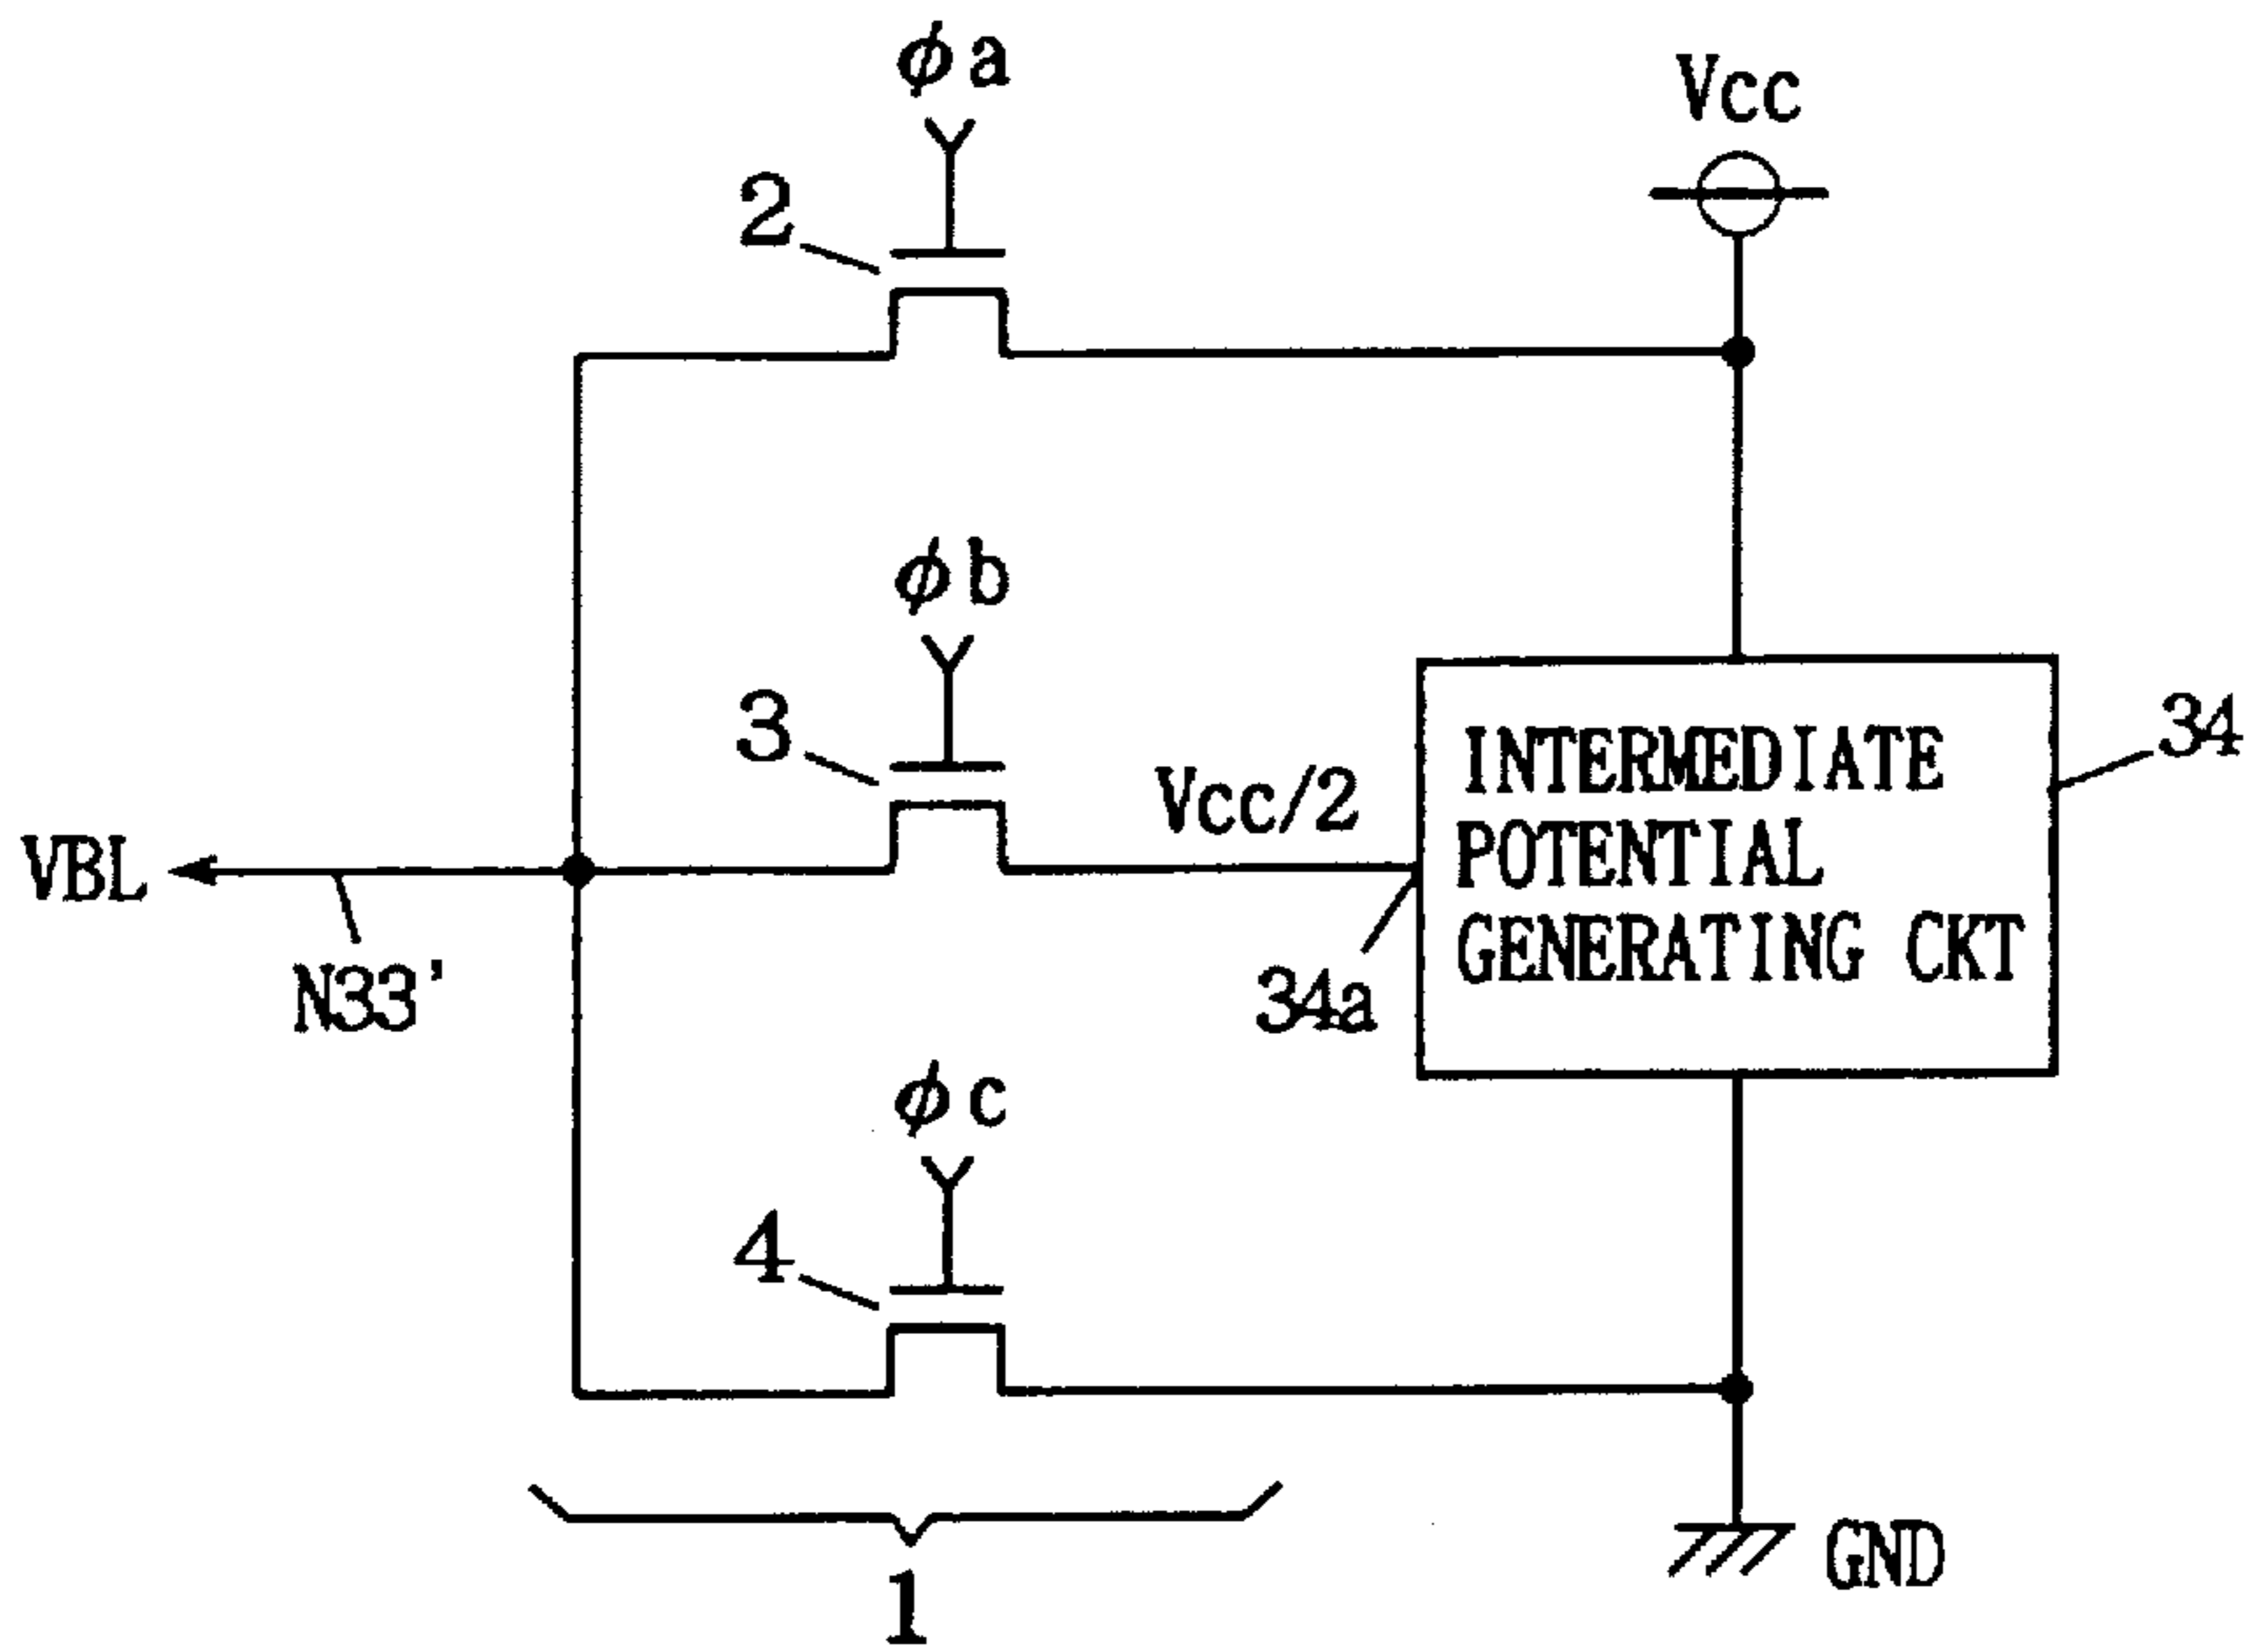 ϕa
Vcc
2
ϕb
3
Vcc/2
34
INTERMEDIATE
POTENTIAL
GENERATING CKT
VBL
N33'
34a
ϕc
4
GND
1